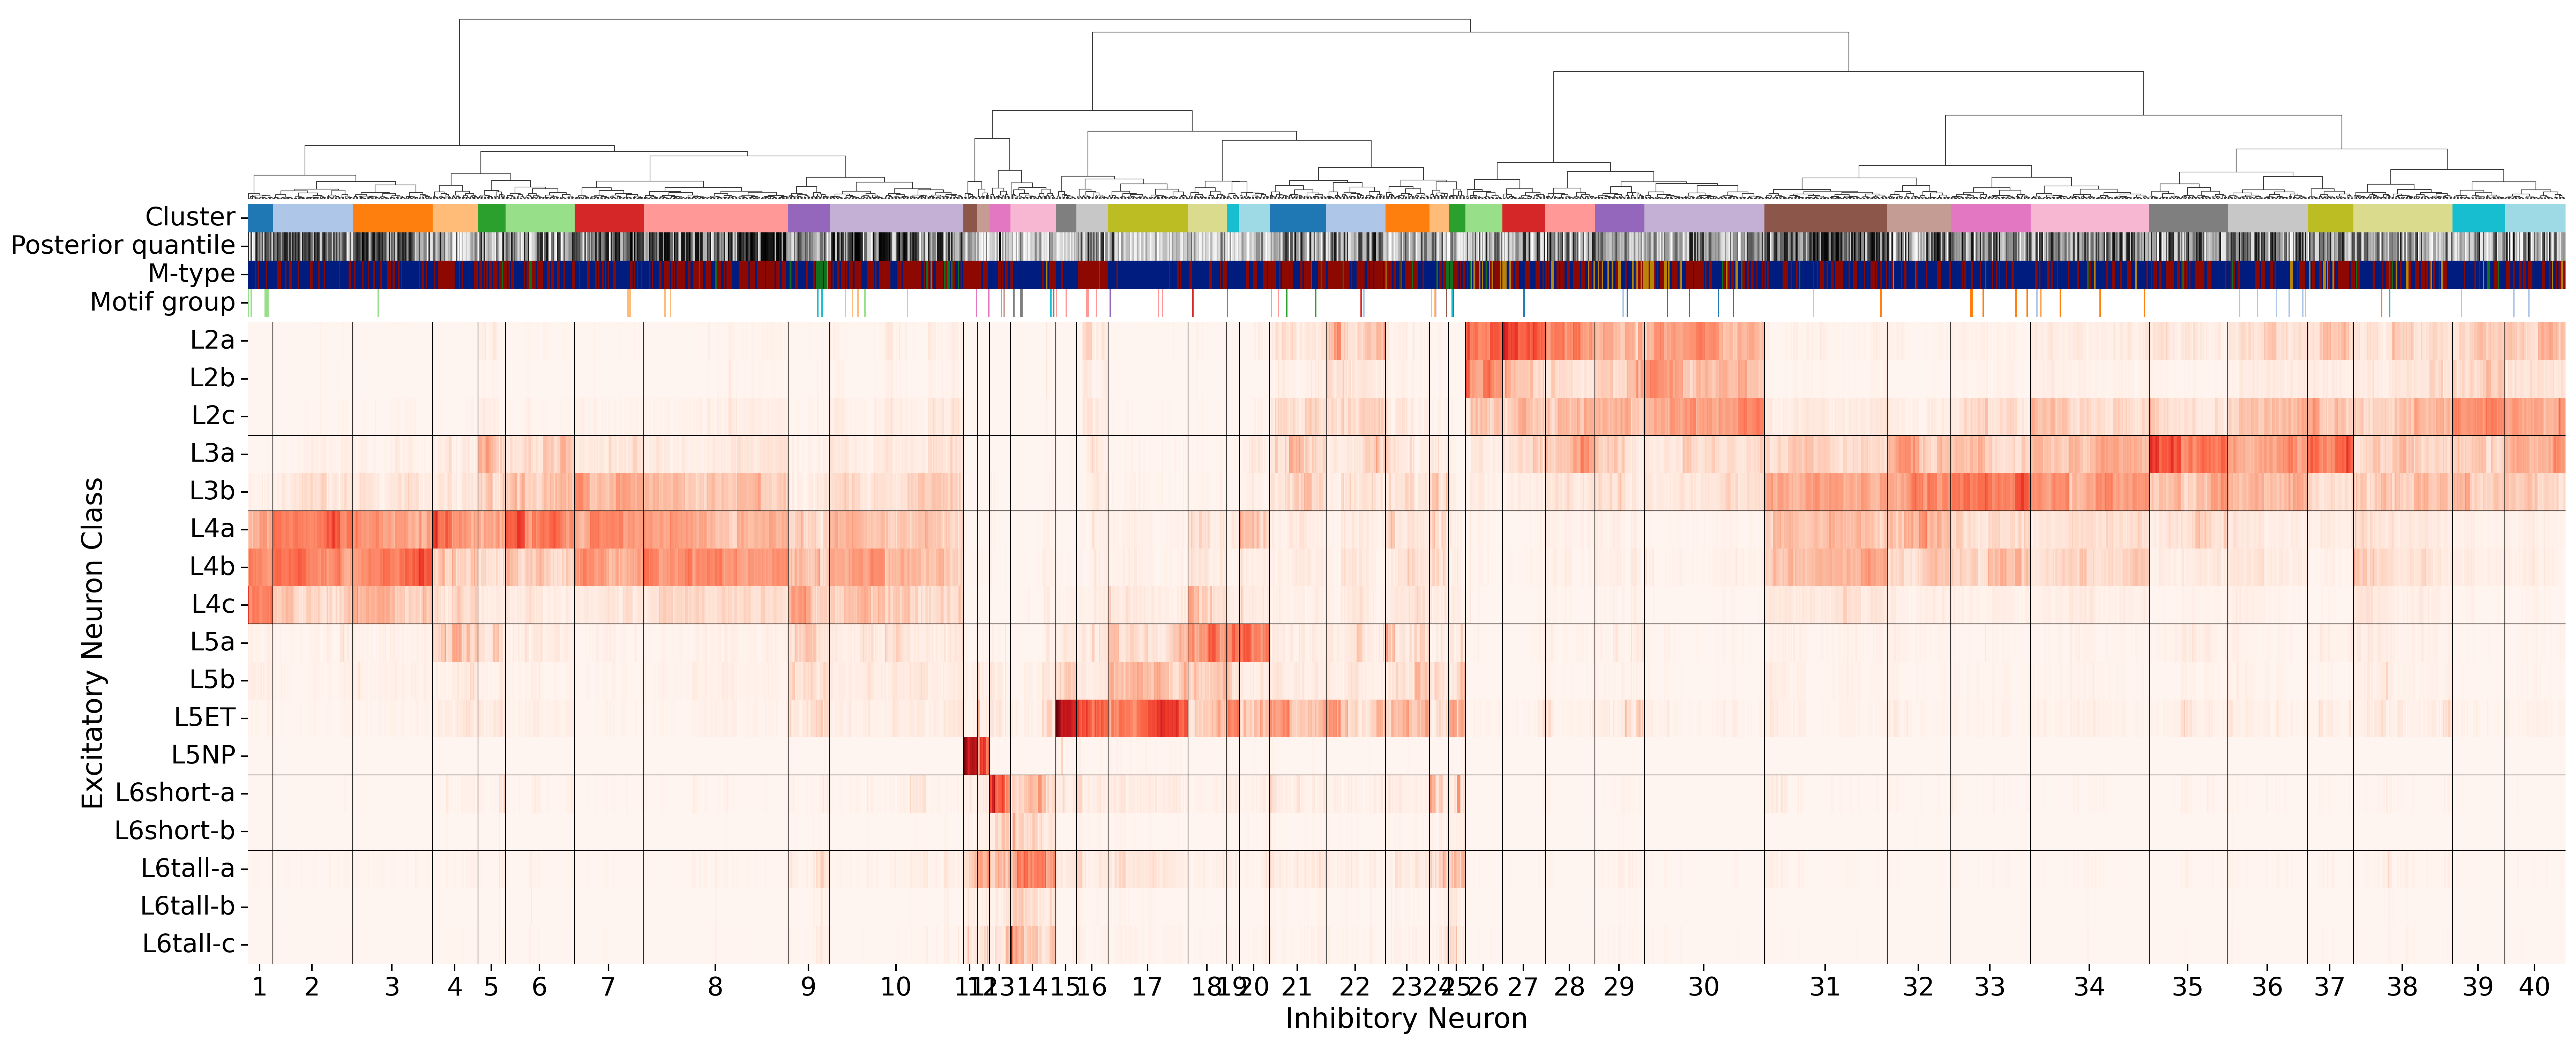 Cluster
Posterior quantile
M-type
Motif group
Excitatory Neuron Class
L2a
L2b
L2c
L3a
L3b
L4a
L4b
L4c
L5a
L5b
L5ET
L5NP
L6short-a
L6short-b
L6tall-a
L6tall-b
L6tall-c
1 2 3 4 5 6 7 8 9 10 11 12 13 14 15 16 17 18 19 20 21 22 23 24 25 26 27 28 29 30 31 32 33 34 35 36 37 38 39 40
Inhibitory Neuron